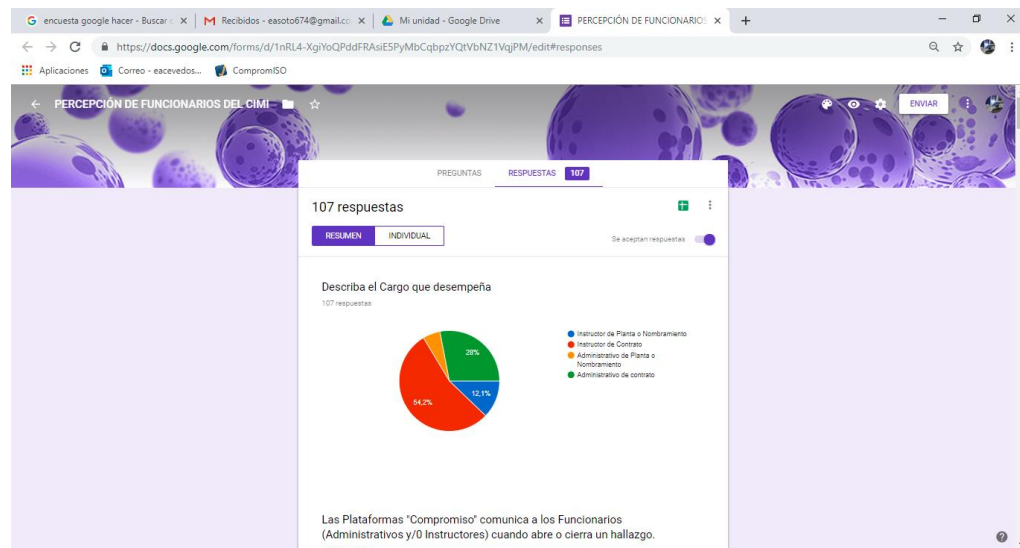 encuesta google hacer - Buscar c
Recibidos - easoto674@gmail.co
Mi unidad - Google Drive
PERCEPCIÓN DE FUNCIONARIOS
https://docs.google.com/forms/d/1nRL4-XgiYoQPddFRAsiE5PyMbCqbpzYQtVbNZ1VqjPM/edit#responses
Aplicaciones
Correo - eacevedos...
CompromISO
PERCEPCIÓN DE FUNCIONARIOS DEL CIMI
ENVIAR
PREGUNTAS
RESPUESTAS 107
107 respuestas
RESUMEN
INDIVIDUAL
Se aceptan respuestas
Describa el Cargo que desempeña
107 respuestas
Instructor de Planta o Nombramiento
Instructor de Contrato
Administrativo de Planta o
Nombramiento
Administrativo de contrato
28%
12,1%
54,2%
Las Plataformas "Compromiso" comunica a los Funcionarios
(Administrativos y/0 Instructores) cuando abre o cierra un hallazgo.